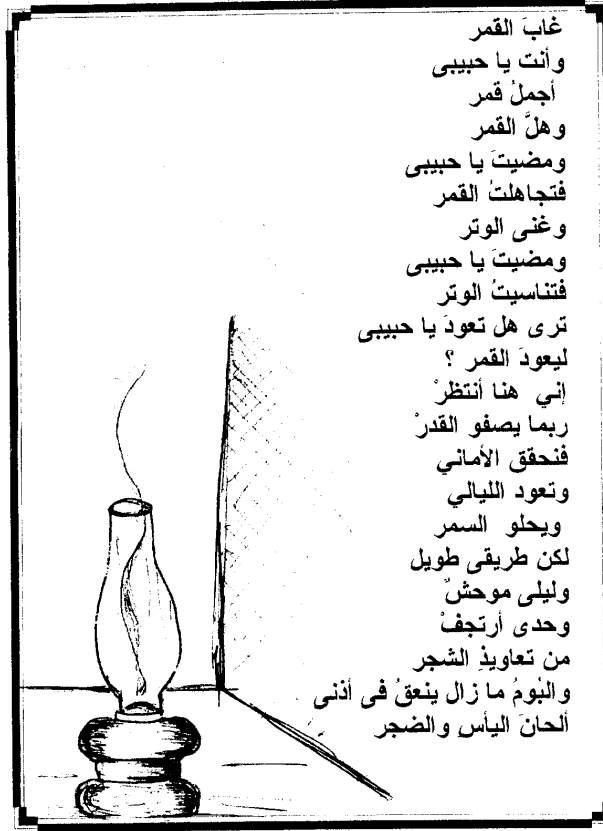 غابَ القمر
وأنت يا حبيبى
أجملُ قمر
وهلَّ القمر
ومضيتَ يا حبيبى
فتجاهلتُ القمر
وغنى الوتر
ومضيتَ يا حبيبى
فتناسيتُ الوتر
ترى هل تعودَ يا حبيبى
ليعودَ القمر ؟
إني هنا أنتظرْ
ربما يصفو القدرْ
فنحقق الأماني
وتعود الليالي
ويحلو السمر
لكن طريقى طويل
وليلى موحشٌ
وحدى أرتجفْ
من تعاويذِ الشجر
والبْومُ ما زال ينعقُ فى أذنى
ألحانَ اليأسِ والضجر